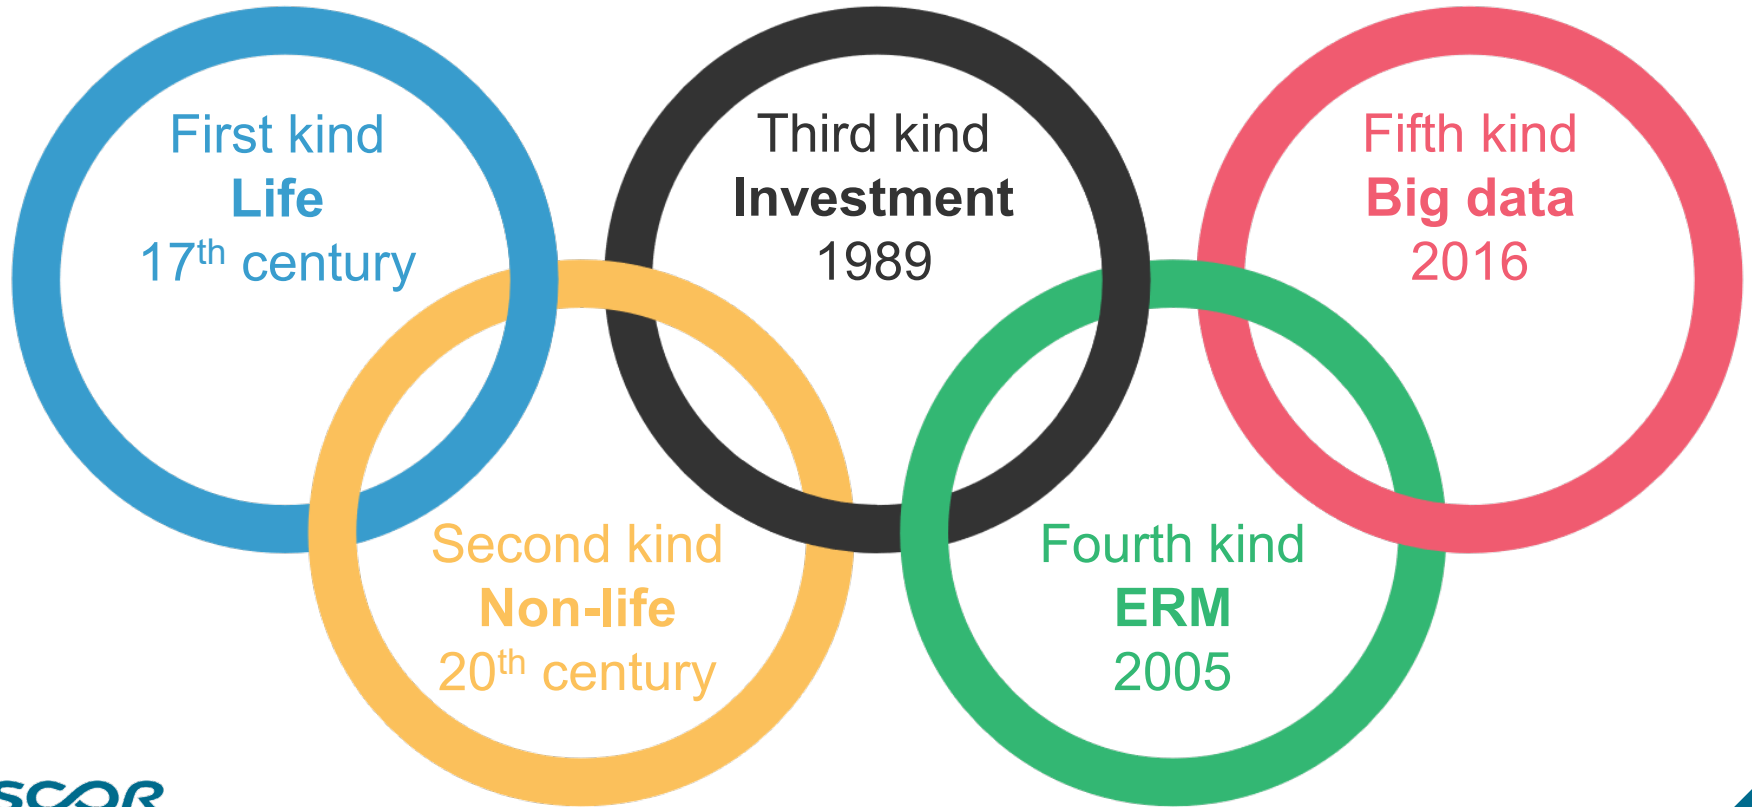 First kind
Life
17th century
Second kind
Non-life
20th century
Third kind
Investment
1989
Fourth kind
ERM
2005
Fifth kind
Big data
2016
SCOR